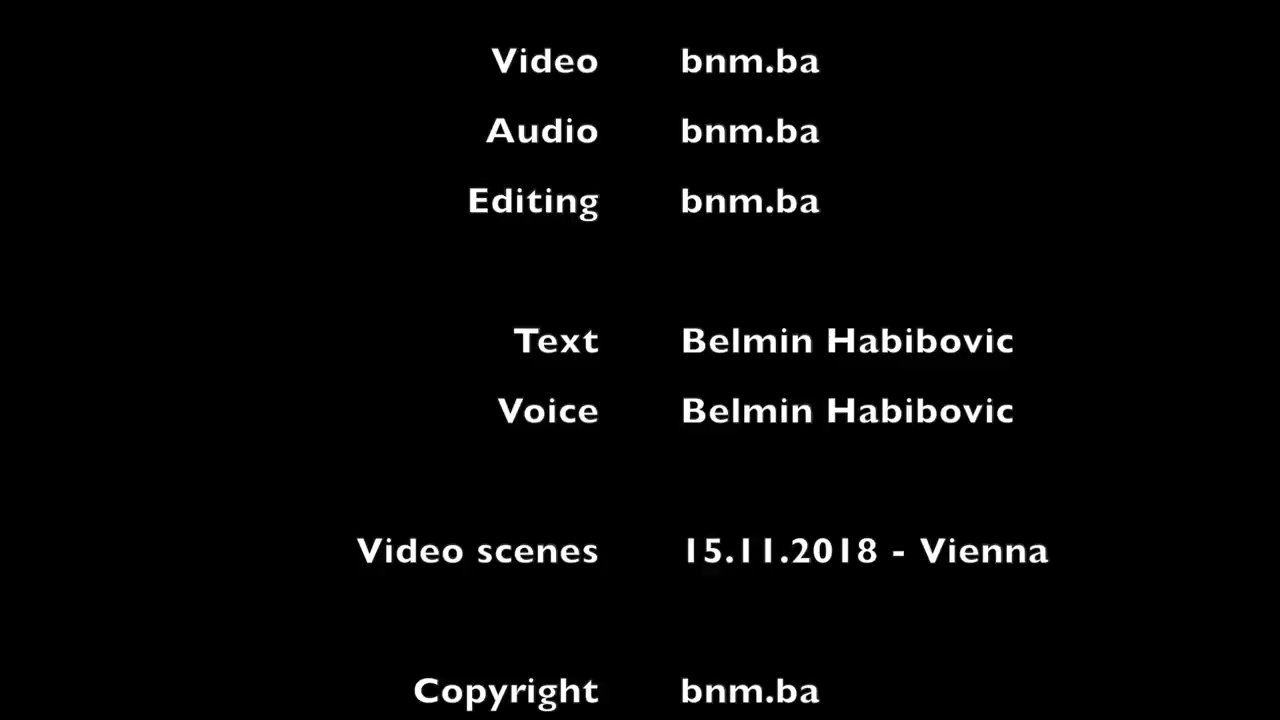 Video bnm.ba
Audio bnm.ba
Editing bnm.ba
Text Belmin Habibovic
Voice Belmin Habibovic
Video scenes 15.11.2018 - Vienna
Copyright bnm.ba